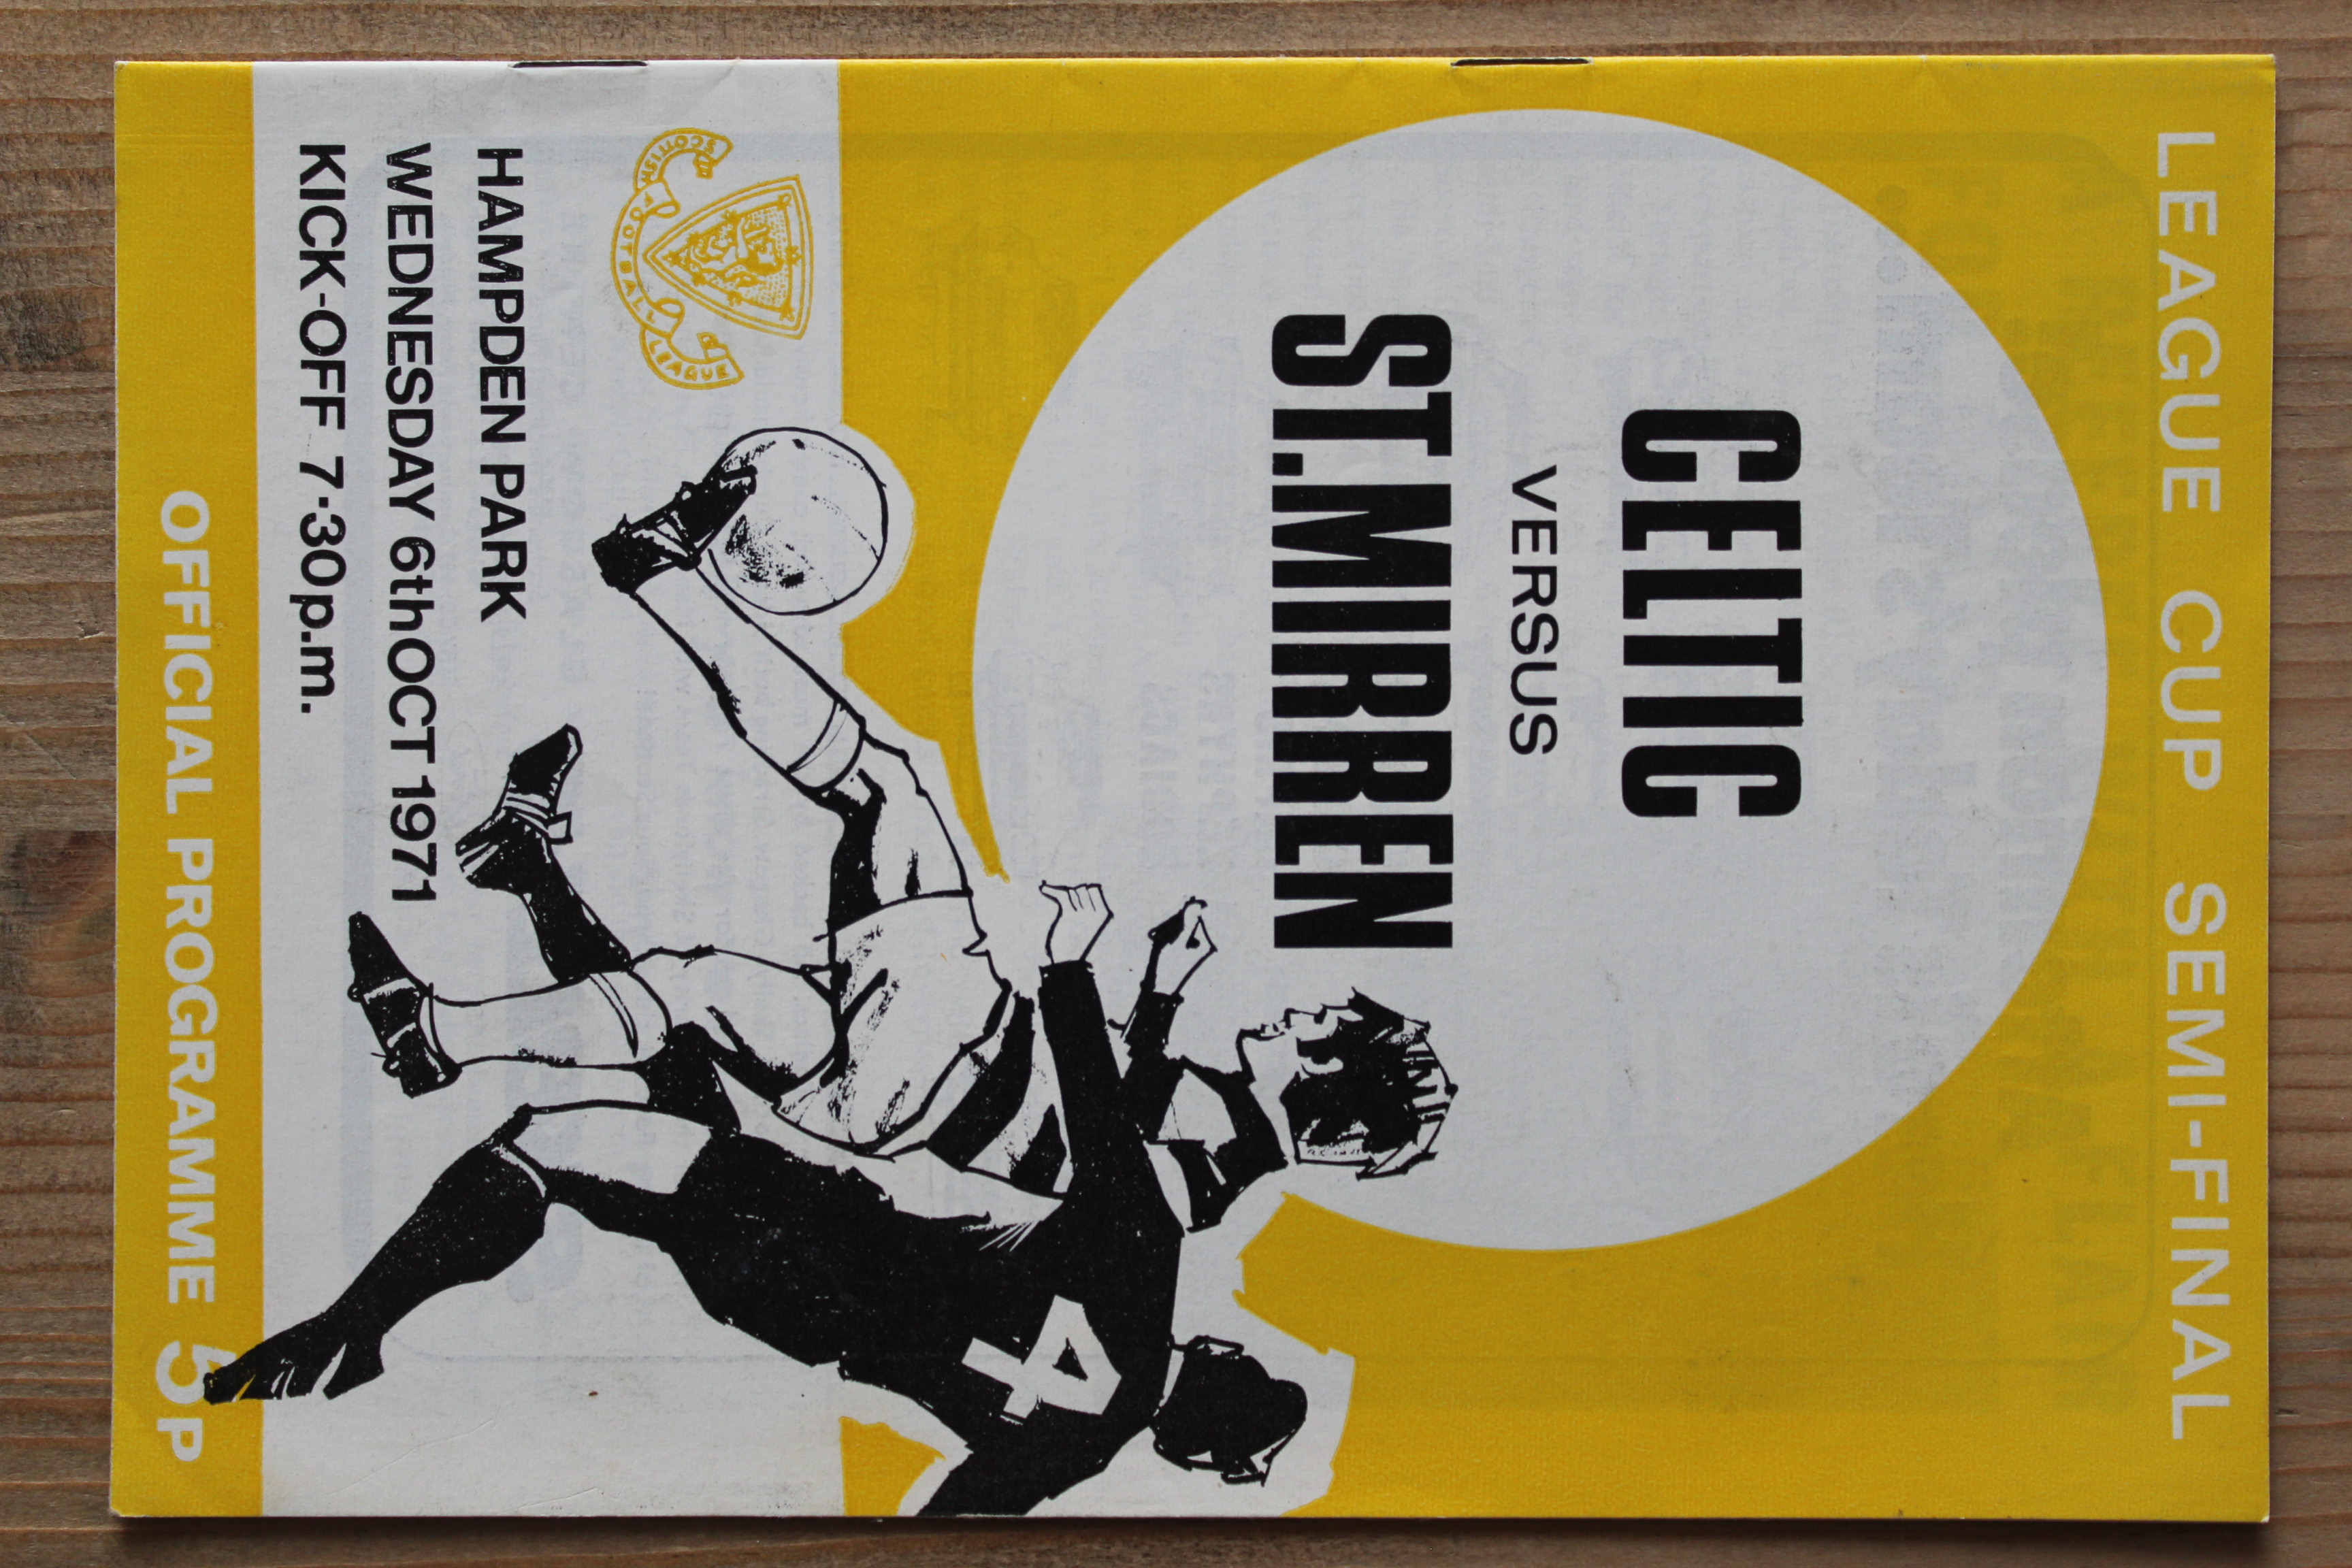 LEAGUE CUP SEMI-FINAL
CELTIC
VERSUS
ST.MIRREN
SCOTTISH FOOTBALL LEAGUE
HAMPDEN PARK
WEDNESDAY 6th OCT 1971
KICK-OFF 7·30p.m.
4
OFFICIAL PROGRAMME 5P